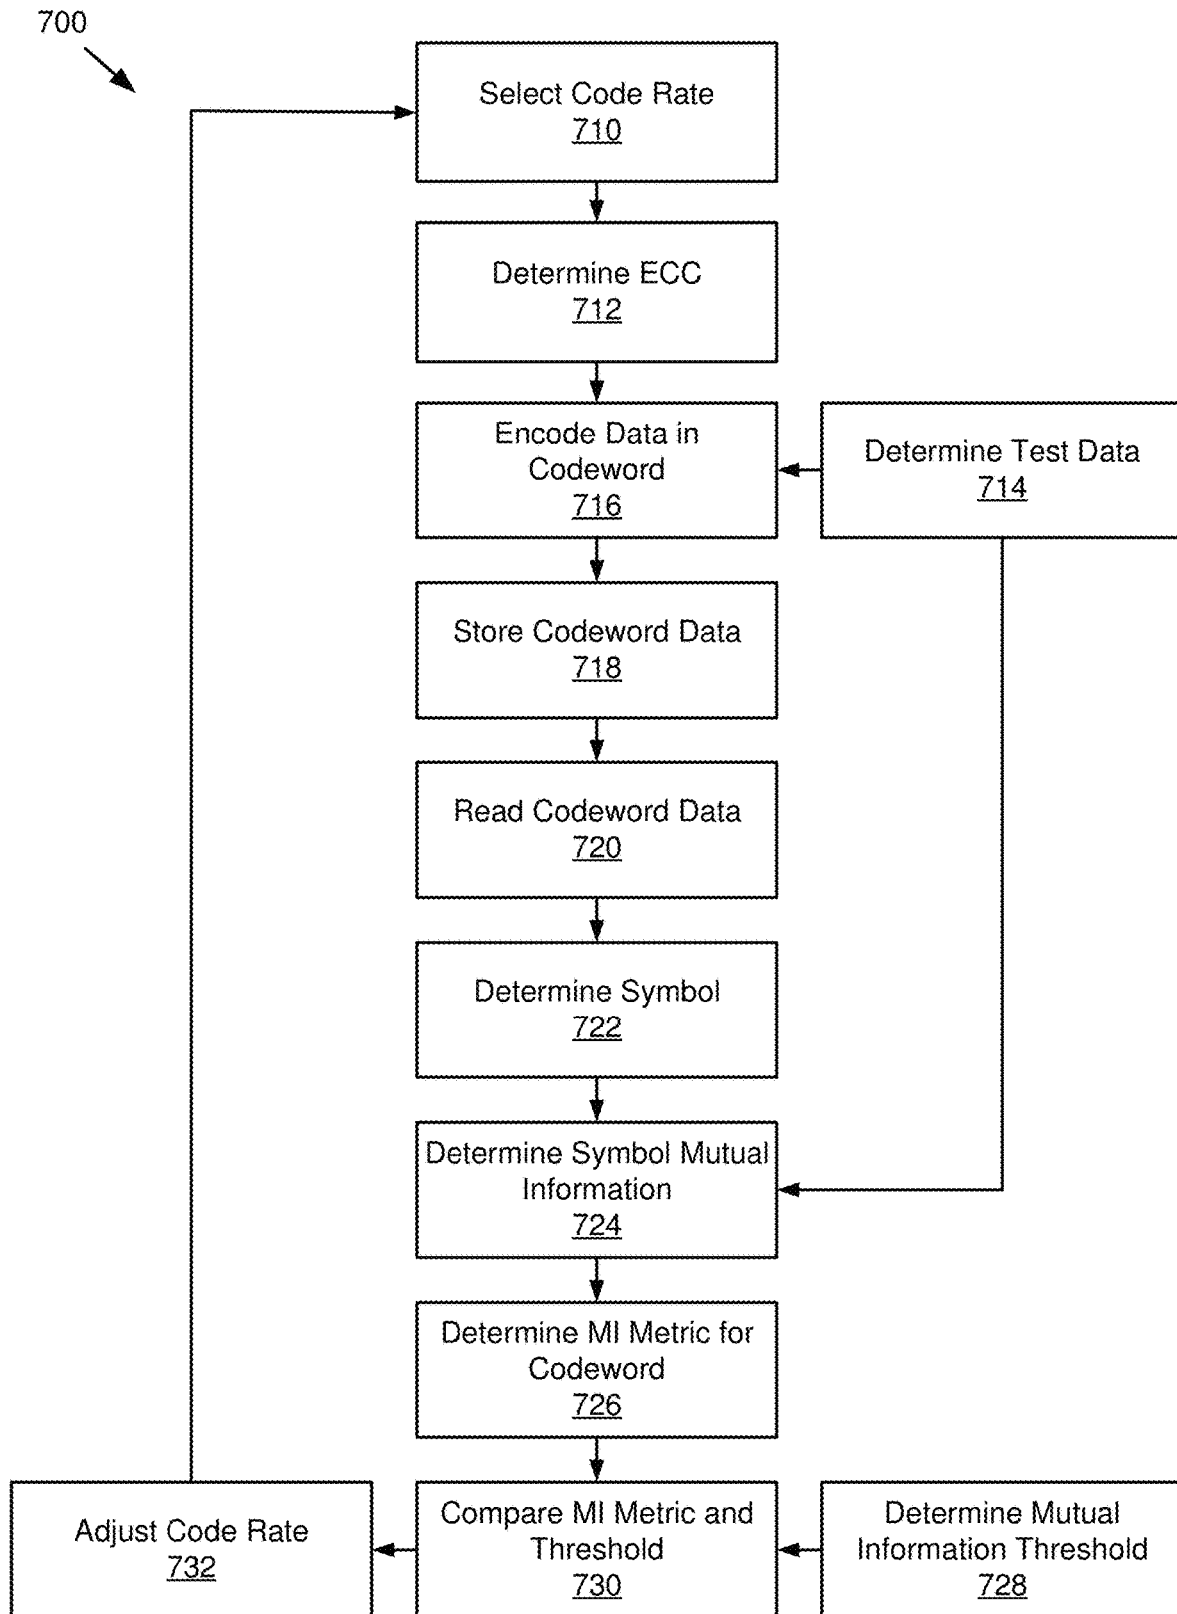 700
Select Code Rate
710
Determine ECC
712
Encode Data in
Codeword
716
Determine Test Data
714
Store Codeword Data
718
Read Codeword Data
720
Determine Symbol
722
Determine Symbol Mutual
Information
724
Determine MI Metric for
Codeword
726
Adjust Code Rate
732
Compare MI Metric and
Threshold
730
Determine Mutual
Information Threshold
728